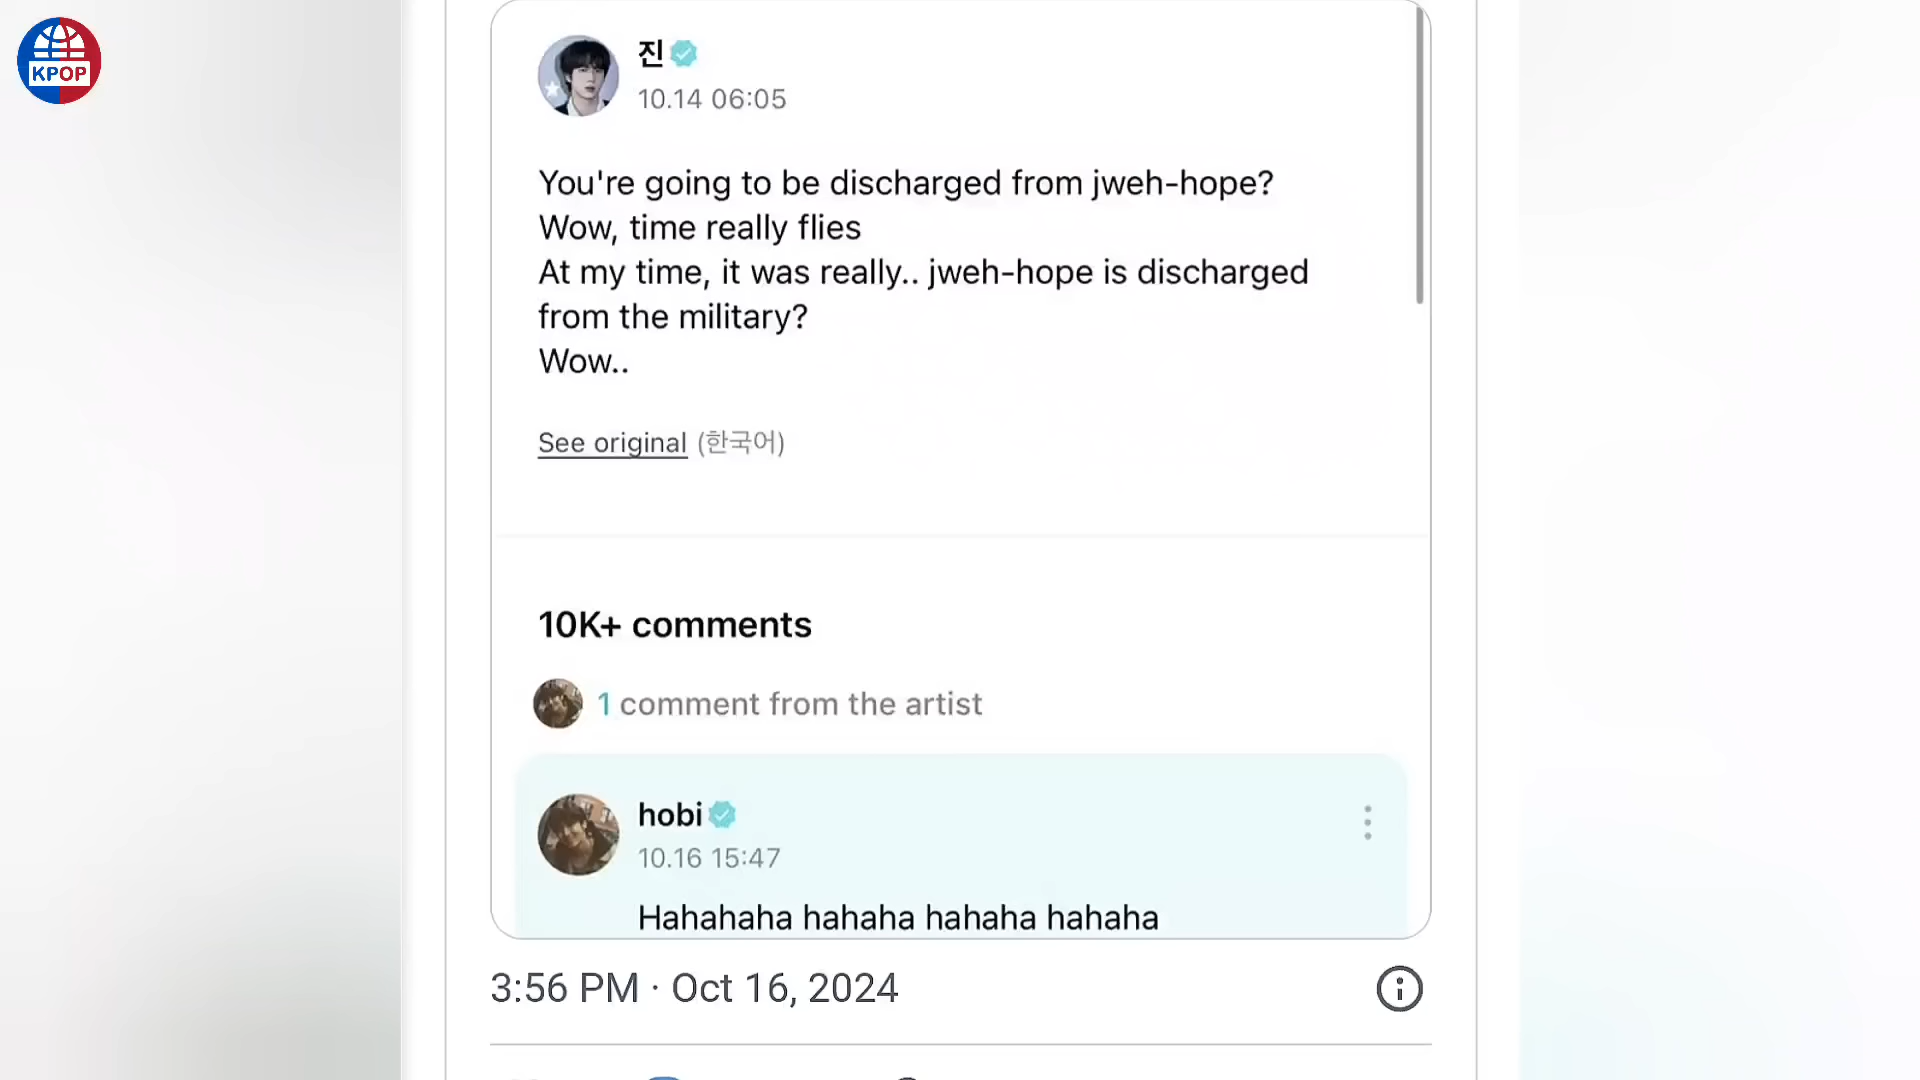 KPOP
진
10.14 06:05
You're going to be discharged from jweh-hope?
Wow, time really flies
At my time, it was really.. jweh-hope is discharged
from the military?
Wow..
See original (한국어)
10K+ comments
1 comment from the artist
hobi
10.16 15:47
Hahahaha hahaha hahaha hahaha
3:56 PM · Oct 16, 2024